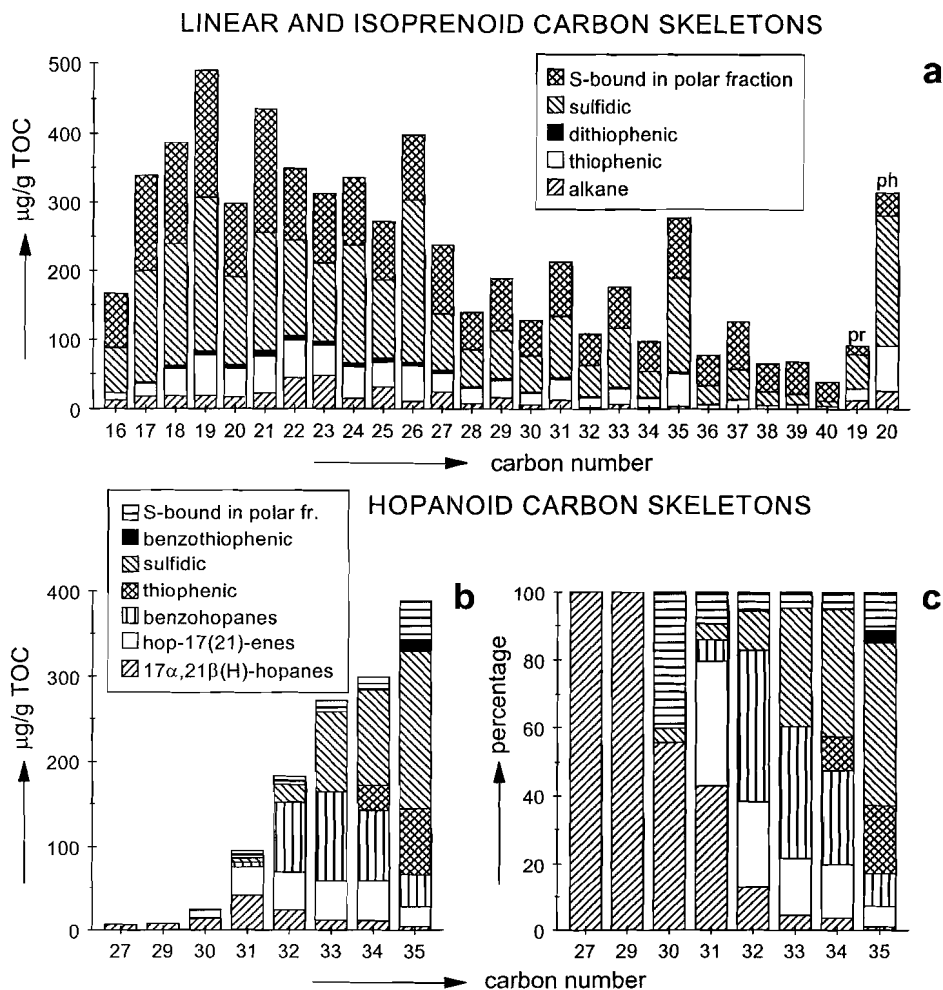 LINEAR AND ISOPRENOID CARBON SKELETONS
a
S-bound in polar fraction
sulfidic
dithiophenic
thiophenic
alkane
µg/g TOC
500
400
300
200
100
0
pr
ph
16 17 18 19 20 21 22 23 24 25 26 27 28 29 30 31 32 33 34 35 36 37 38 39 40 19 20
carbon number
HOPANOID CARBON SKELETONS
S-bound in polar fr.
benzothiophenic
sulfidic
thiophenic
benzohopanes
hop-17(21)-enes
17α,21β(H)-hopanes
b
µg/g TOC
400
300
200
100
0
27 29 30 31 32 33 34 35
c
percentage
100
80
60
40
20
0
27 29 30 31 32 33 34 35
carbon number